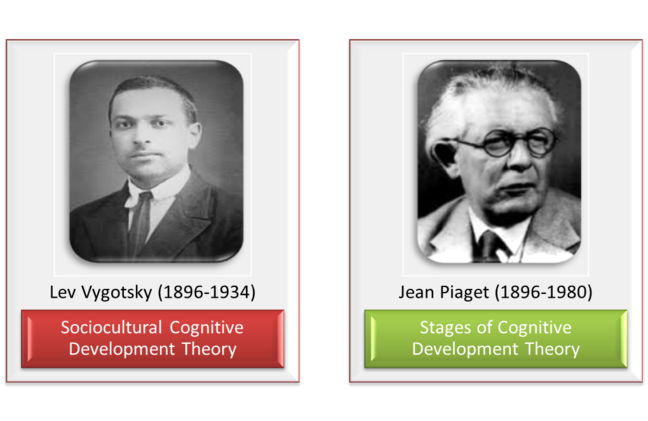 Lev Vygotsky (1896-1934)
Sociocultural Cognitive
Development Theory
Jean Piaget (1896-1980)
Stages of Cognitive
Development Theory